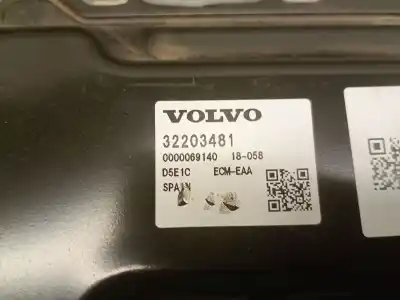 VOLVO
32203481
0000069140 18-058
D5E1C ECM-EAA
SPAIN